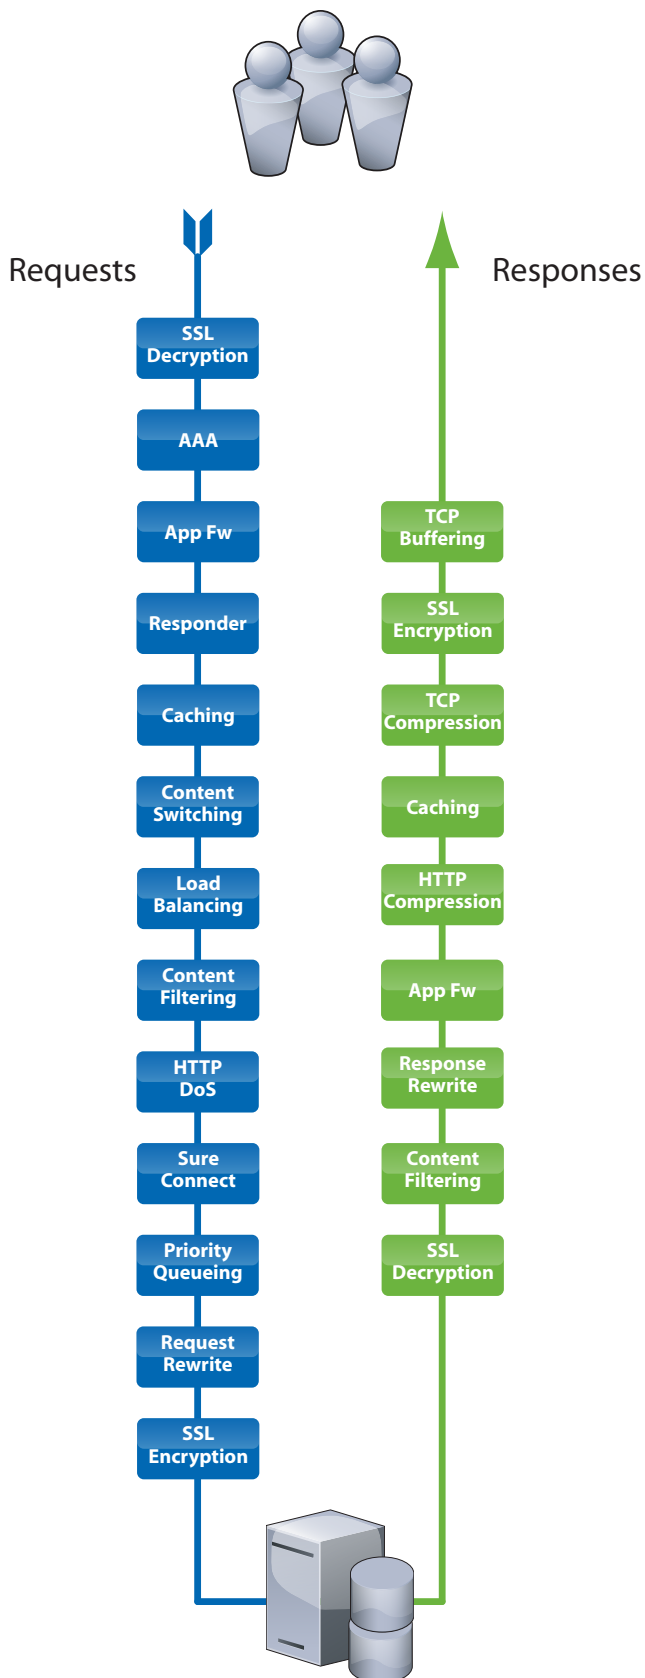 Requests
Responses
SSL
Decryption
AAA
App Fw
Responder
Caching
Content
Switching
Load
Balancing
Content
Filtering
HTTP
DoS
Sure
Connect
Priority
Queueing
Request
Rewrite
SSL
Encryption
TCP
Buffering
SSL
Encryption
TCP
Compression
Caching
HTTP
Compression
App Fw
Response
Rewrite
Content
Filtering
SSL
Decryption